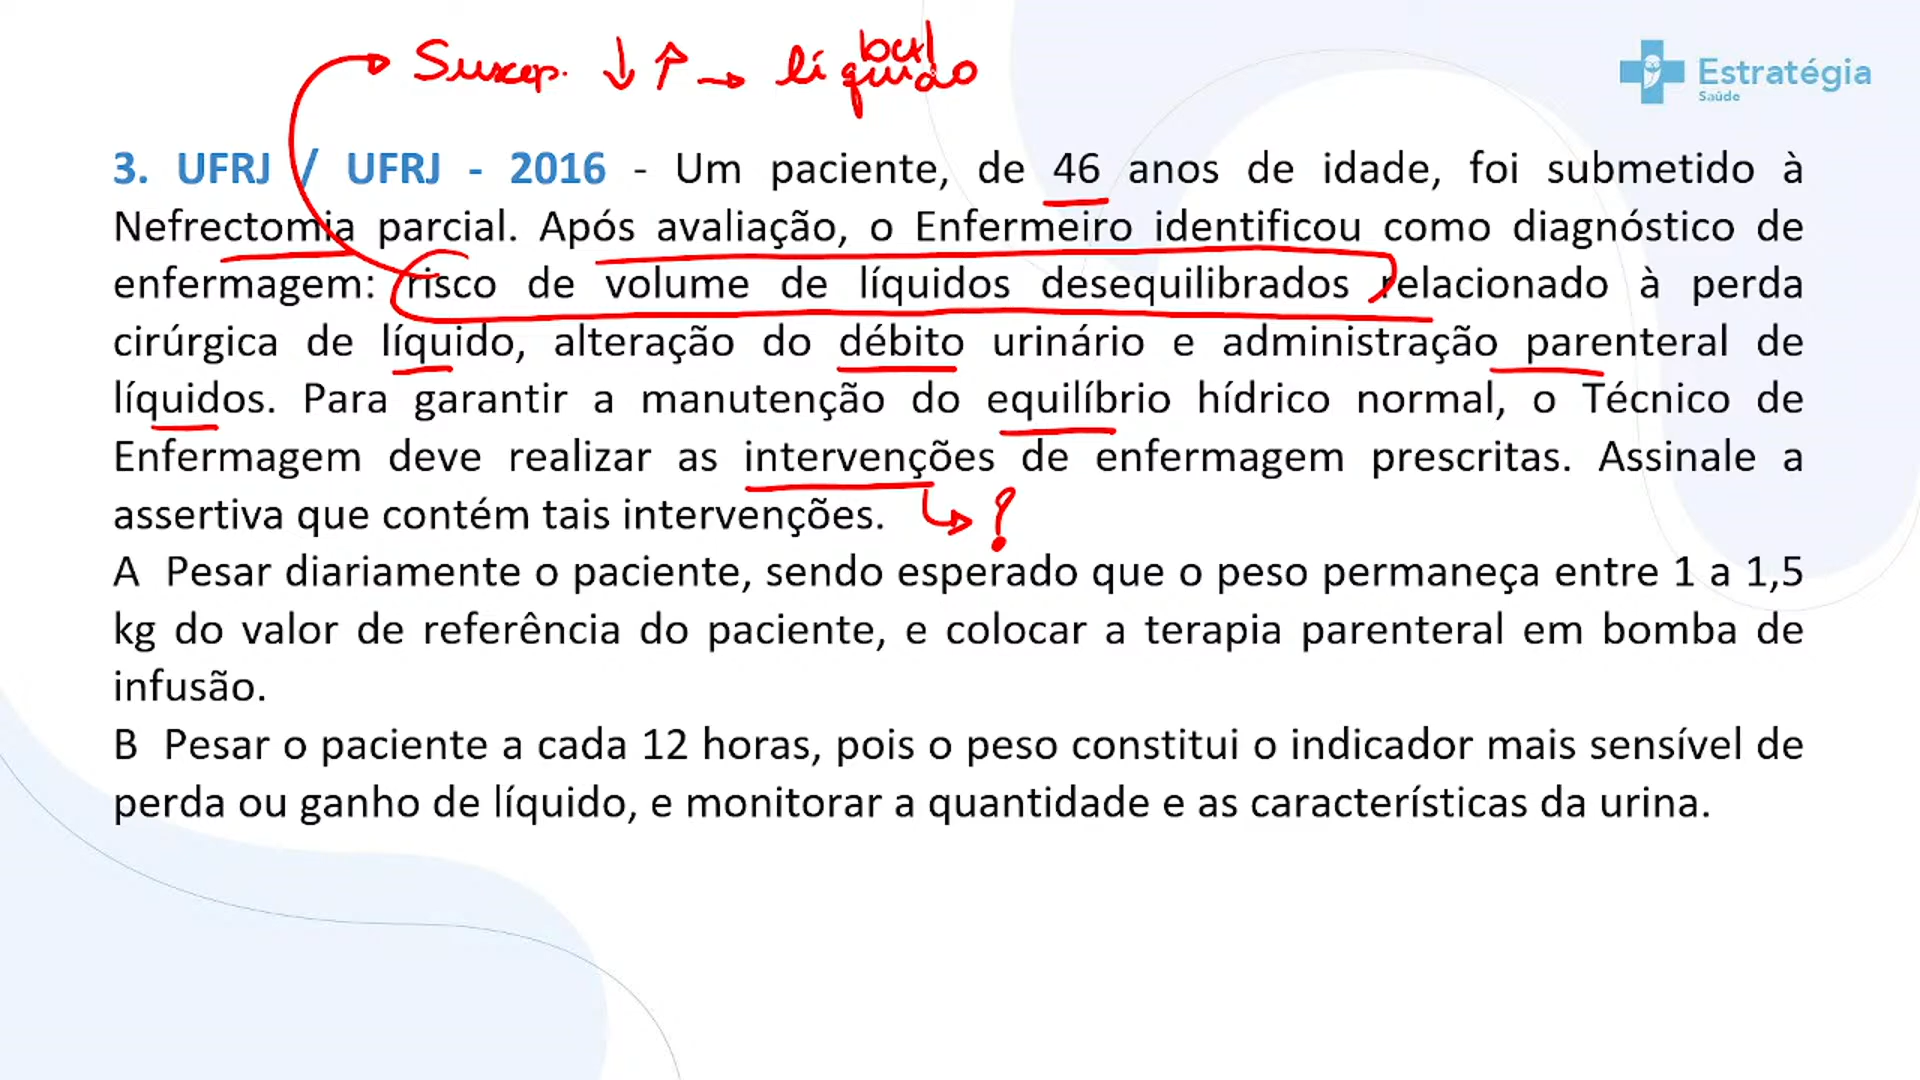 Suscep. ↓ ↑ → líquido
bal
Estratégia
Saúde
3. UFRJ / UFRJ - 2016 - Um paciente, de 46 anos de idade, foi submetido à
Nefrectomia parcial. Após avaliação, o Enfermeiro identificou como diagnóstico de
enfermagem: risco de volume de líquidos desequilibrados relacionado à perda
cirúrgica de líquido, alteração do débito urinário e administração parenteral de
líquidos. Para garantir a manutenção do equilíbrio hídrico normal, o Técnico de
Enfermagem deve realizar as intervenções de enfermagem prescritas. Assinale a
assertiva que contém tais intervenções. ?
A Pesar diariamente o paciente, sendo esperado que o peso permaneça entre 1 a 1,5
kg do valor de referência do paciente, e colocar a terapia parenteral em bomba de
infusão.
B Pesar o paciente a cada 12 horas, pois o peso constitui o indicador mais sensível de
perda ou ganho de líquido, e monitorar a quantidade e as características da urina.